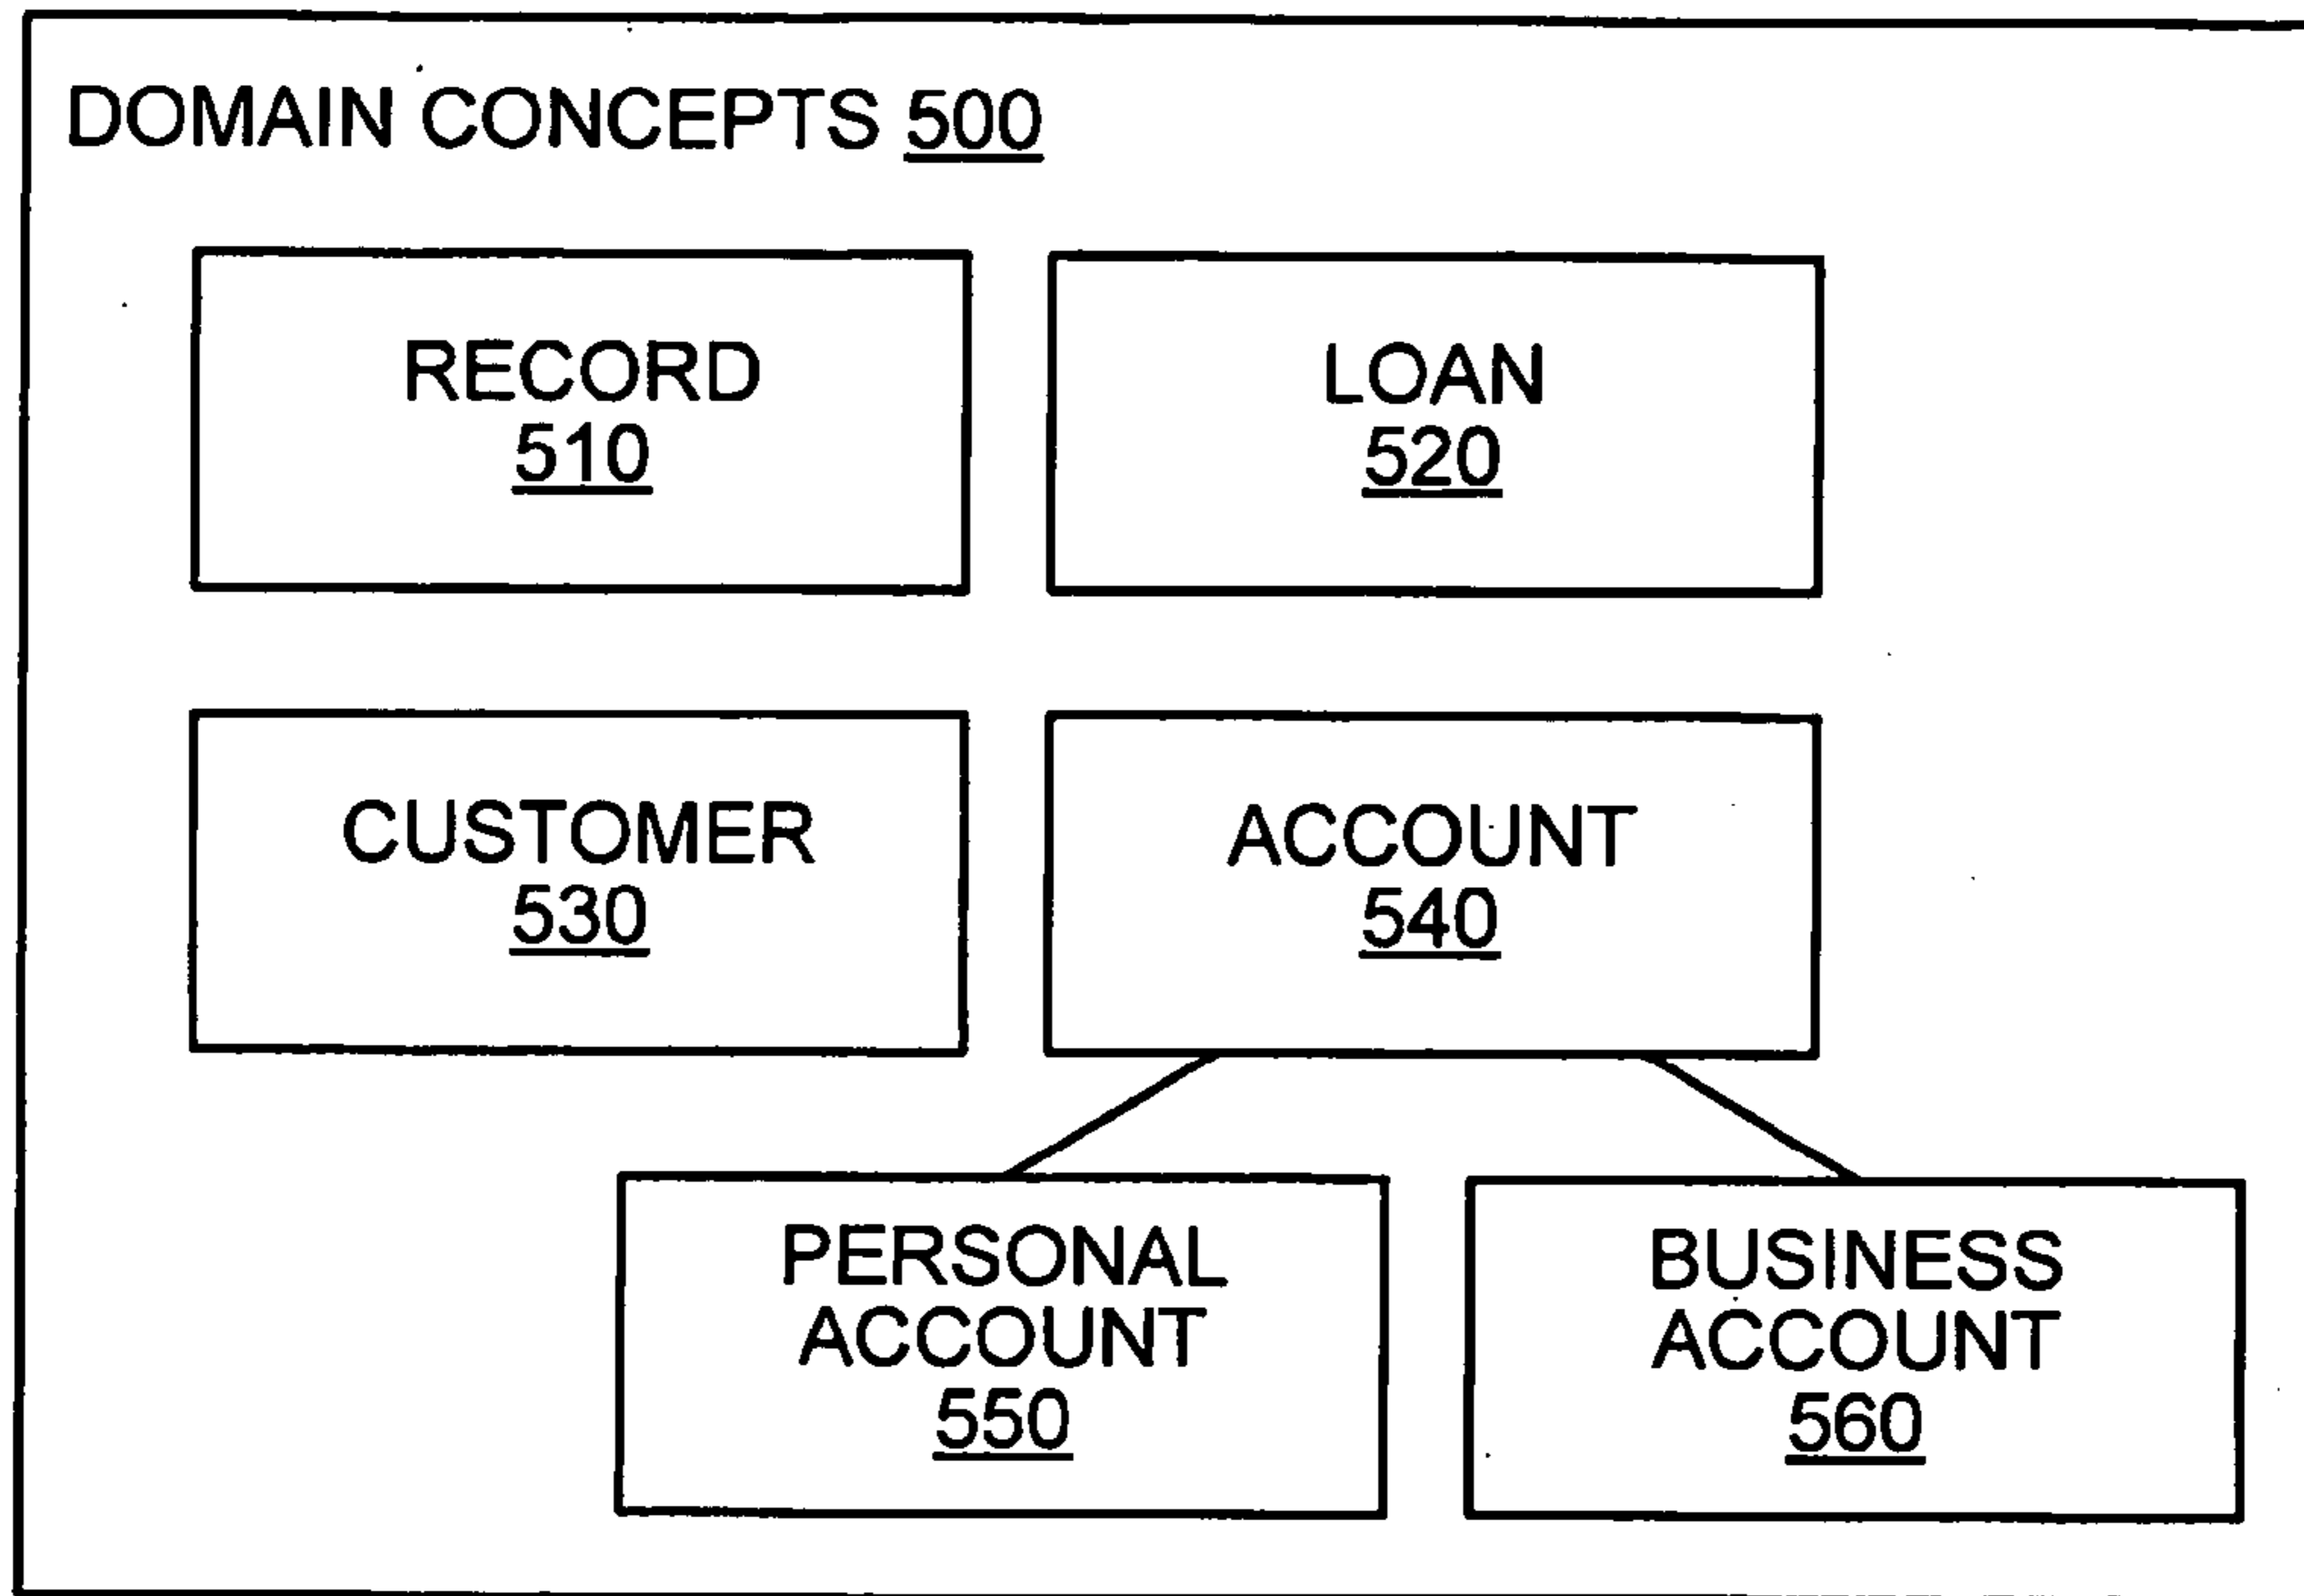 DOMAIN CONCEPTS 500
RECORD
510
LOAN
520
CUSTOMER
530
ACCOUNT
540
PERSONAL
ACCOUNT
550
BUSINESS
ACCOUNT
560